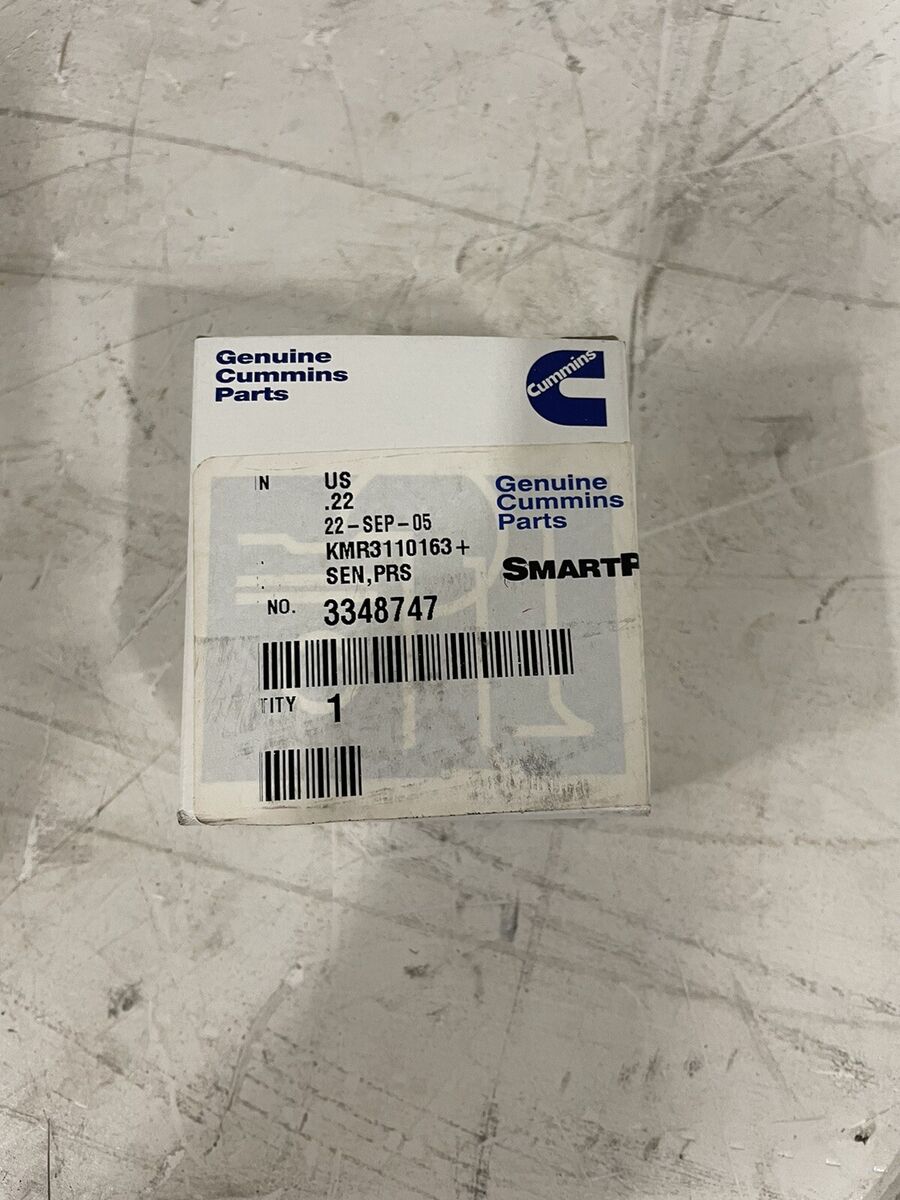 Genuine
Cummins
Parts
Cummins
N US
.22
22-SEP-05
KMR3110163+
SEN,PRS
NO. 3348747
TITY 1
Genuine
Cummins
Parts
SMARTP